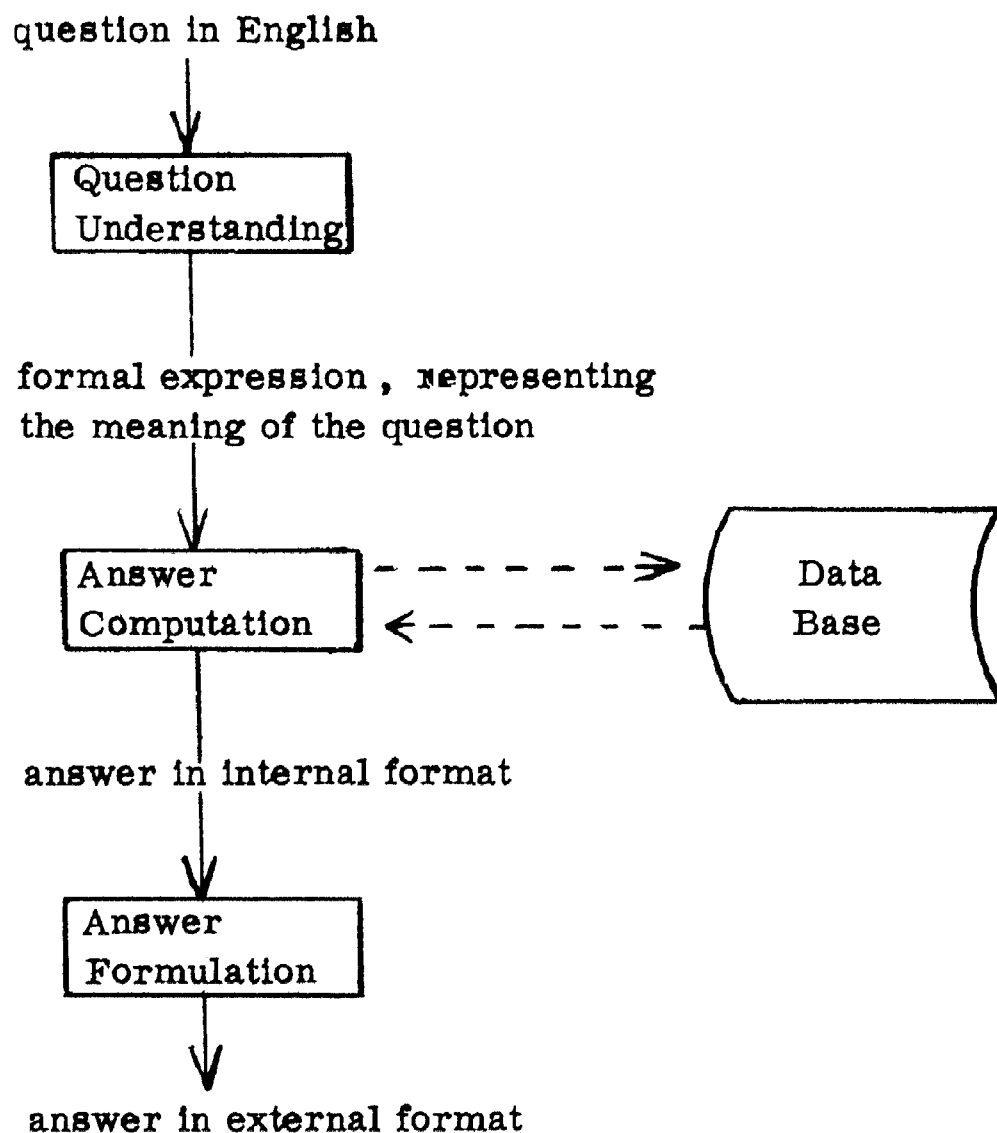 question in English
Question
Understanding
formal expression, representing
the meaning of the question
Answer
Computation
Data
Base
answer in internal format
Answer
Formulation
answer in external format